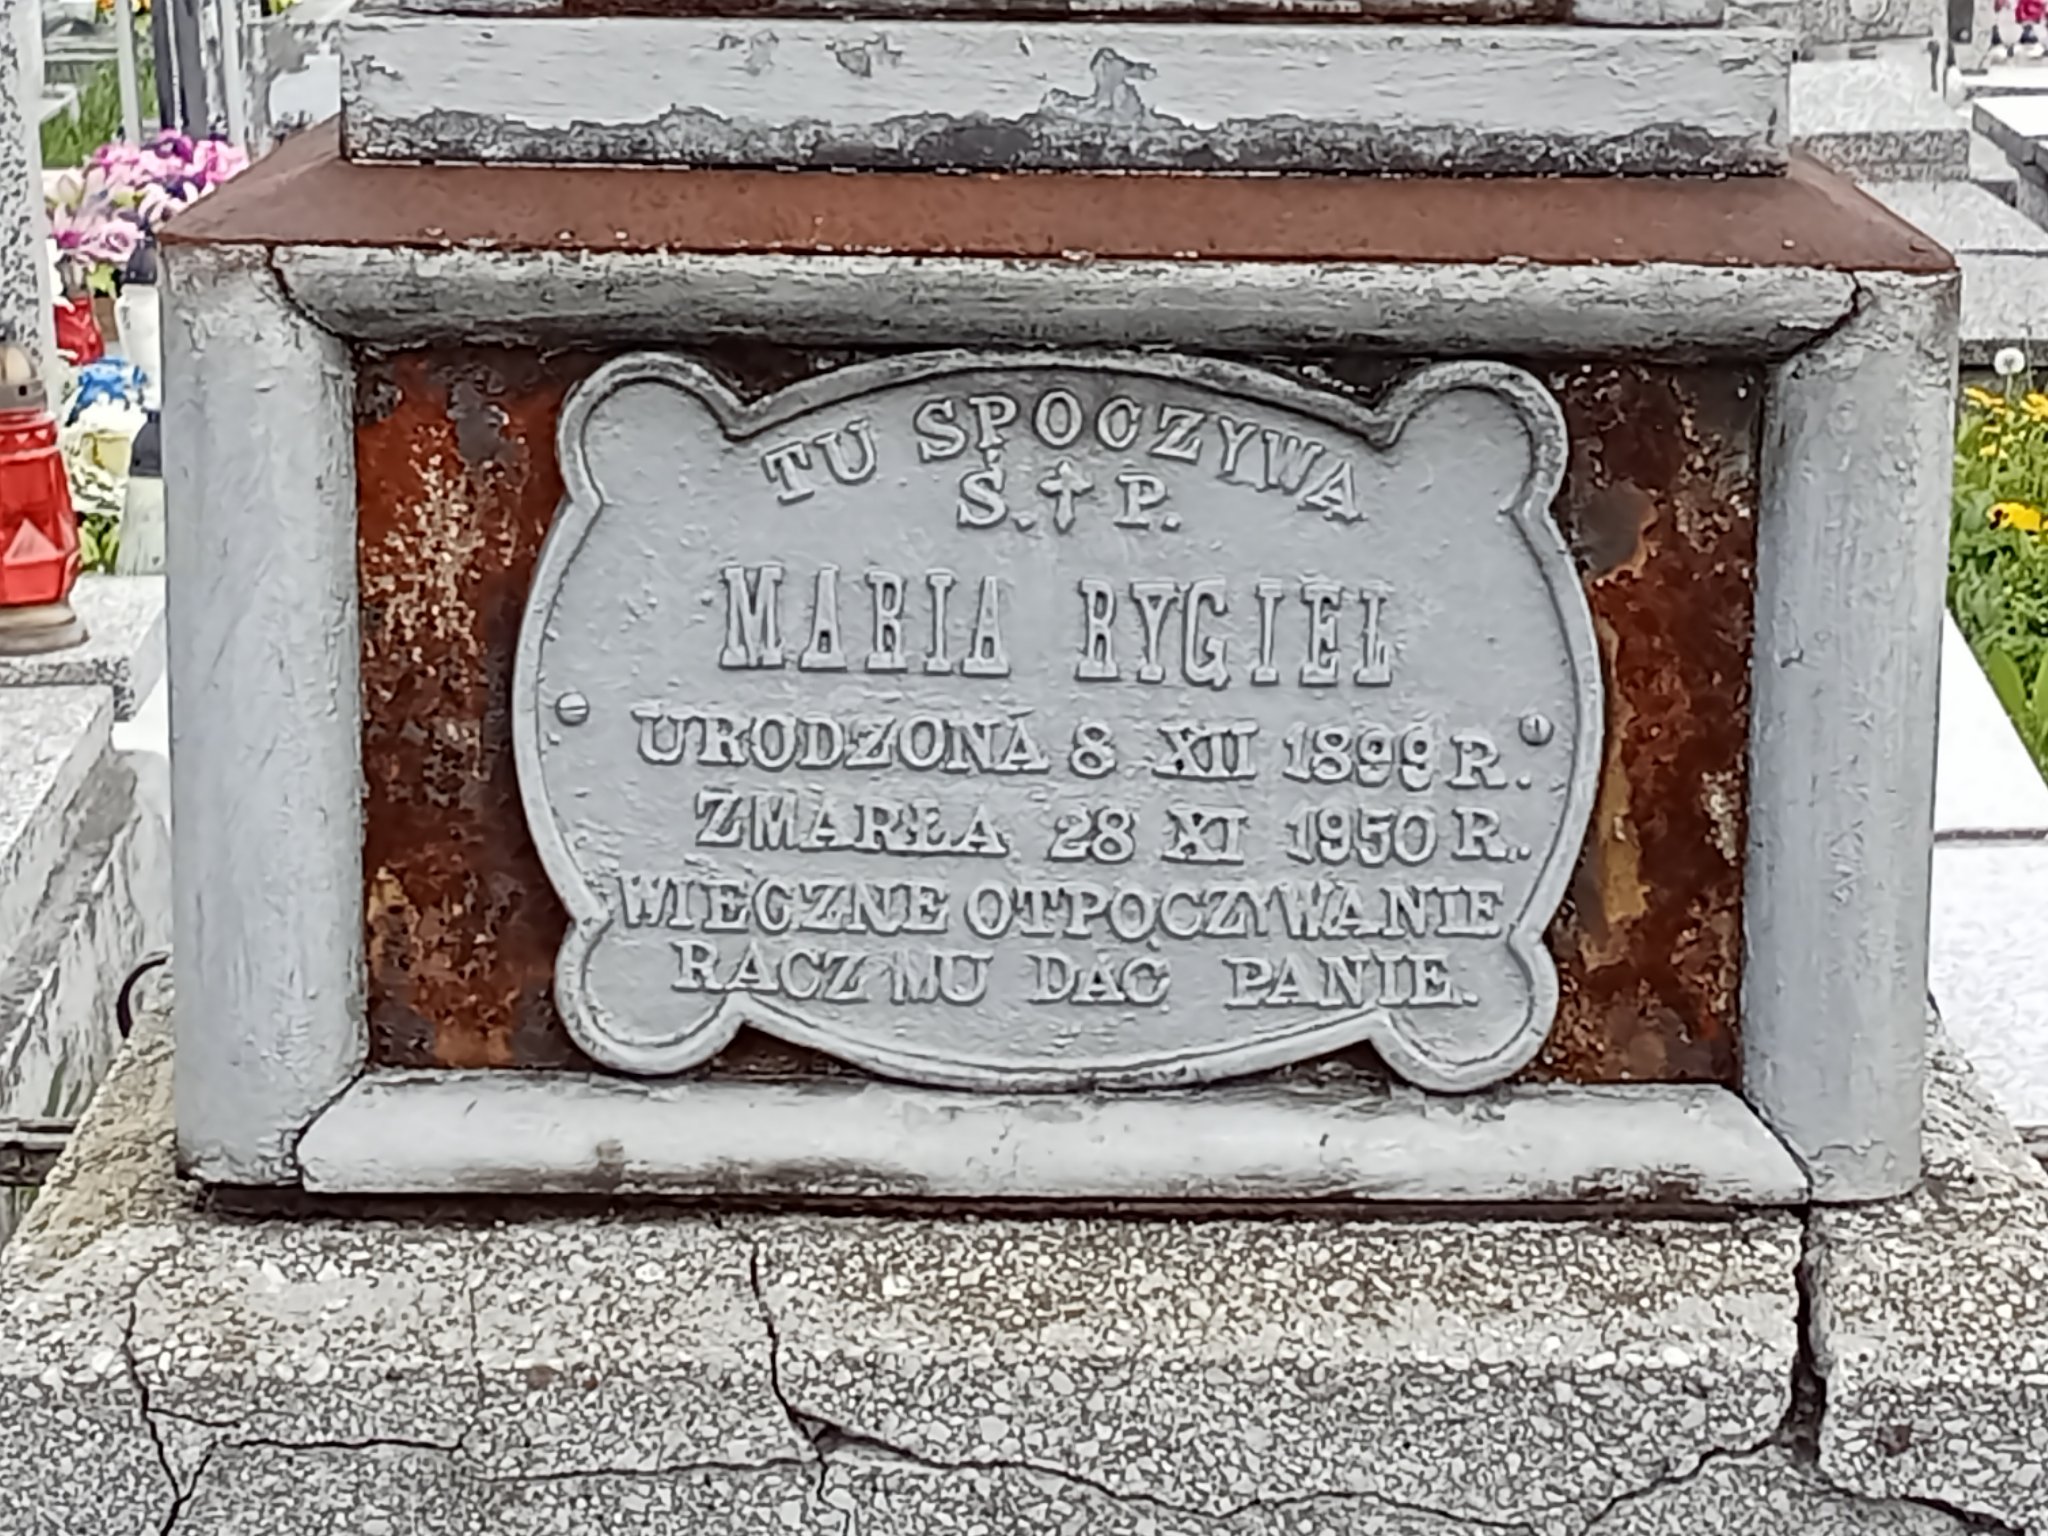 TU SPOCZYWA
Ś.✝P.
MARIA RYGIEL
URODZONA 8 XII 1899 R.
ZMARŁA 28 XI 1950 R.
WIECZNE OTPOCZYWANIE
RACZ MU DAĆ PANIE.